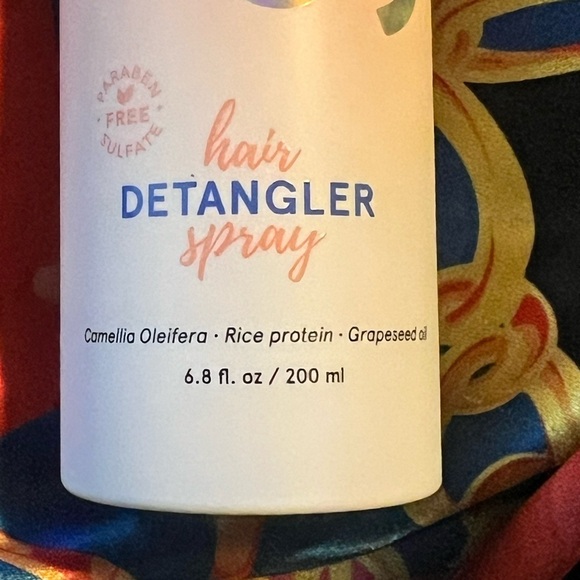 PARABEN
FREE
SULFATE
hair
DETANGLER
spray
Camellia Oleifera · Rice protein · Grapeseed oil
6.8 fl. oz / 200 ml